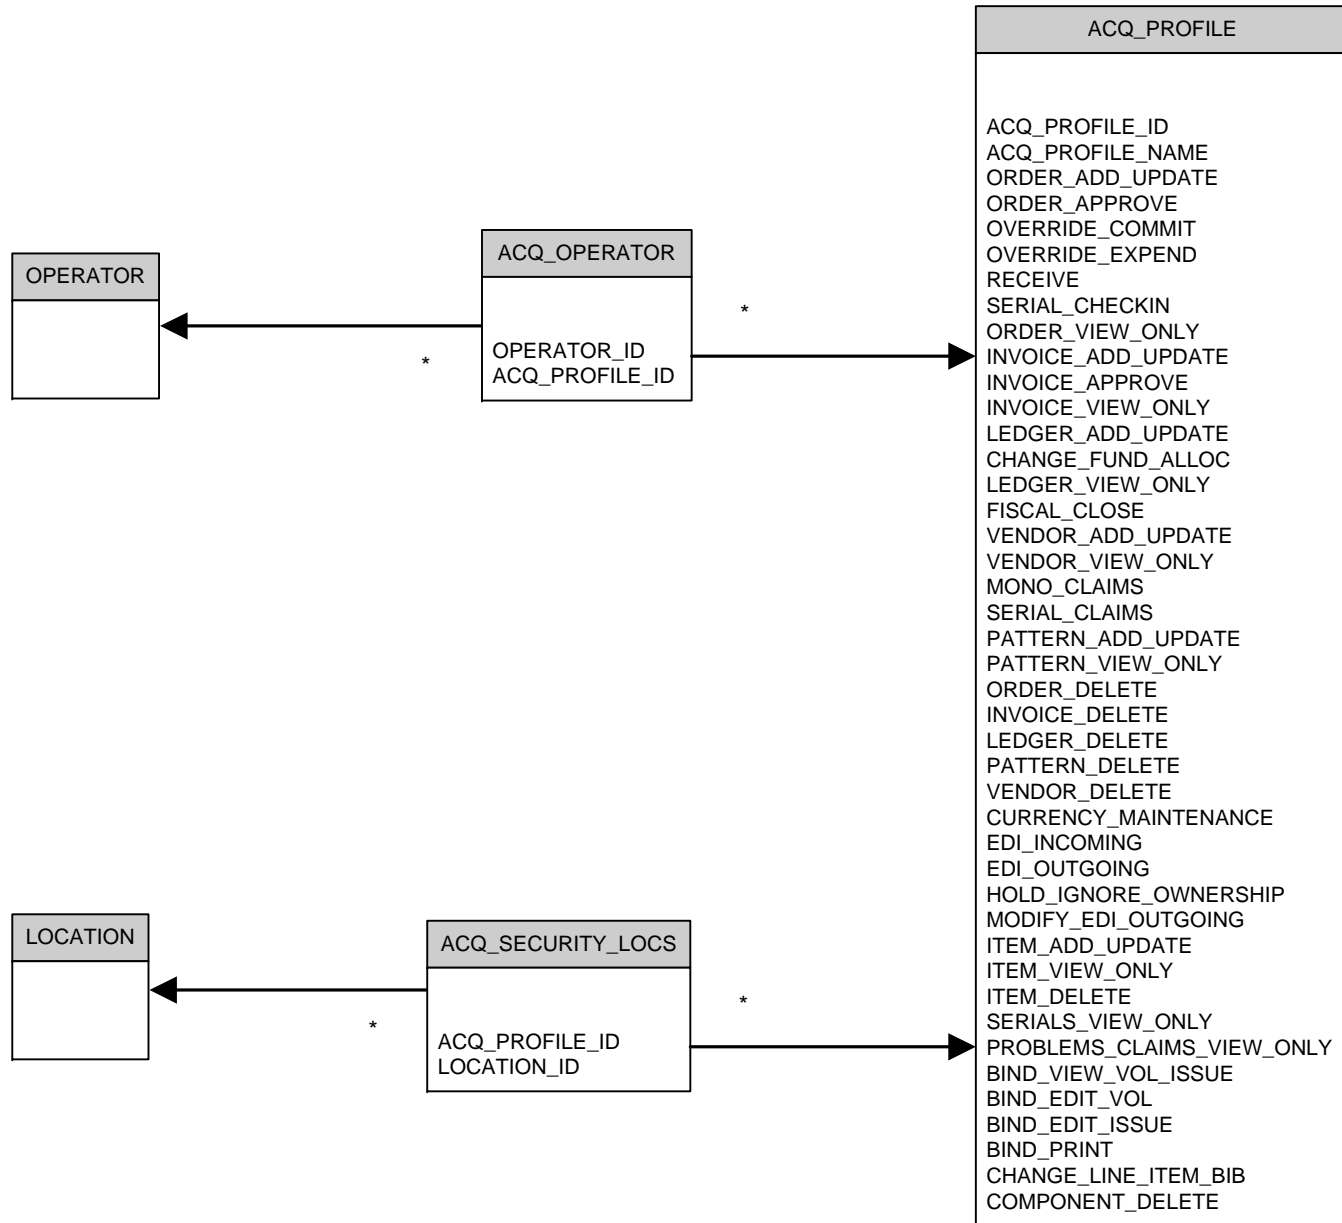 ACQ_PROFILE
ACQ_PROFILE_ID
ACQ_PROFILE_NAME
ORDER_ADD_UPDATE
ORDER_APPROVE
OVERRIDE_COMMIT
OVERRIDE_EXPEND
RECEIVE
SERIAL_CHECKIN
ORDER_VIEW_ONLY
INVOICE_ADD_UPDATE
INVOICE_APPROVE
INVOICE_VIEW_ONLY
LEDGER_ADD_UPDATE
CHANGE_FUND_ALLOC
LEDGER_VIEW_ONLY
FISCAL_CLOSE
VENDOR_ADD_UPDATE
VENDOR_VIEW_ONLY
MONO_CLAIMS
SERIAL_CLAIMS
PATTERN_ADD_UPDATE
PATTERN_VIEW_ONLY
ORDER_DELETE
INVOICE_DELETE
LEDGER_DELETE
PATTERN_DELETE
VENDOR_DELETE
CURRENCY_MAINTENANCE
EDI_INCOMING
EDI_OUTGOING
HOLD_IGNORE_OWNERSHIP
MODIFY_EDI_OUTGOING
ITEM_ADD_UPDATE
ITEM_VIEW_ONLY
ITEM_DELETE
SERIALS_VIEW_ONLY
PROBLEMS_CLAIMS_VIEW_ONLY
BIND_VIEW_VOL_ISSUE
BIND_EDIT_VOL
BIND_EDIT_ISSUE
BIND_PRINT
CHANGE_LINE_ITEM_BIB
COMPONENT_DELETE
OPERATOR
*
ACQ_OPERATOR
OPERATOR_ID
ACQ_PROFILE_ID
*
LOCATION
*
ACQ_SECURITY_LOCS
ACQ_PROFILE_ID
LOCATION_ID
*